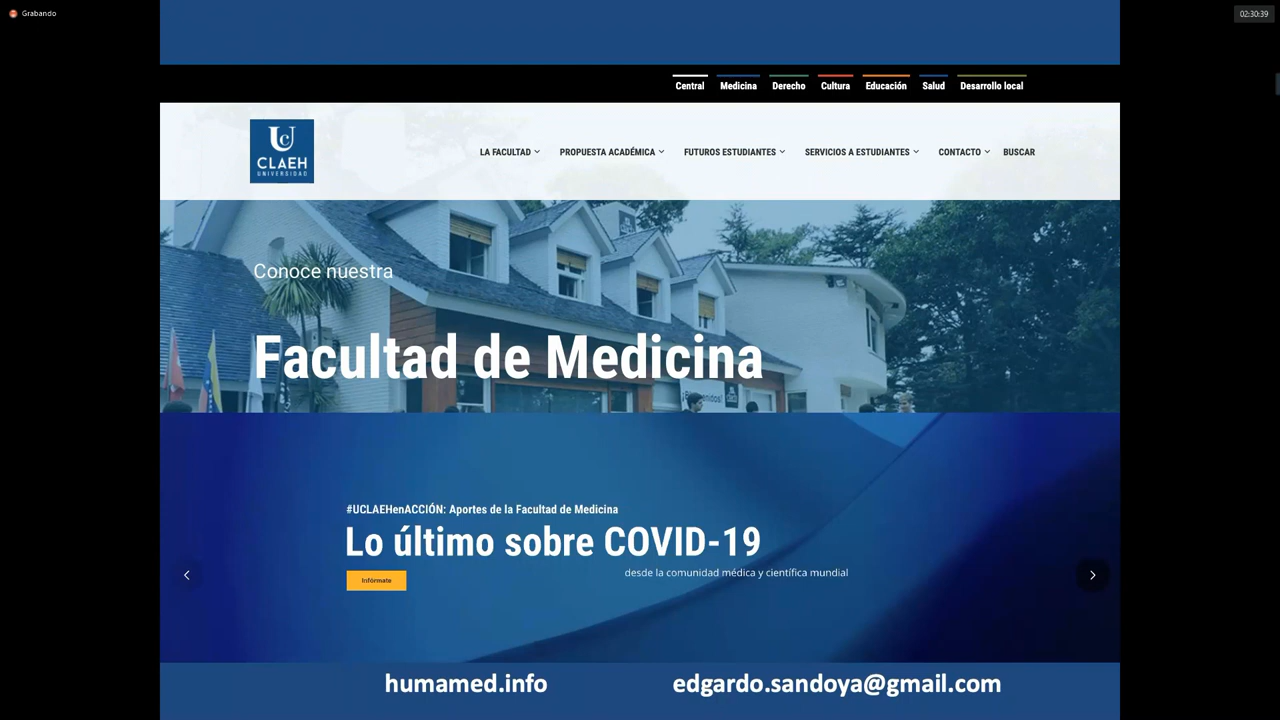 Grabando
02:30:39
Central Medicina Derecho Cultura Educación Salud Desarrollo local
UC
CLAEH
UNIVERSIDAD
LA FACULTAD PROPUESTA ACADÉMICA FUTUROS ESTUDIANTES SERVICIOS A ESTUDIANTES CONTACTO BUSCAR
Conoce nuestra
Facultad de Medicina
#UCLAEHenACCIÓN: Aportes de la Facultad de Medicina
Lo último sobre COVID-19
desde la comunidad médica y científica mundial
Infórmate
humamed.info
edgardo.sandoya@gmail.com